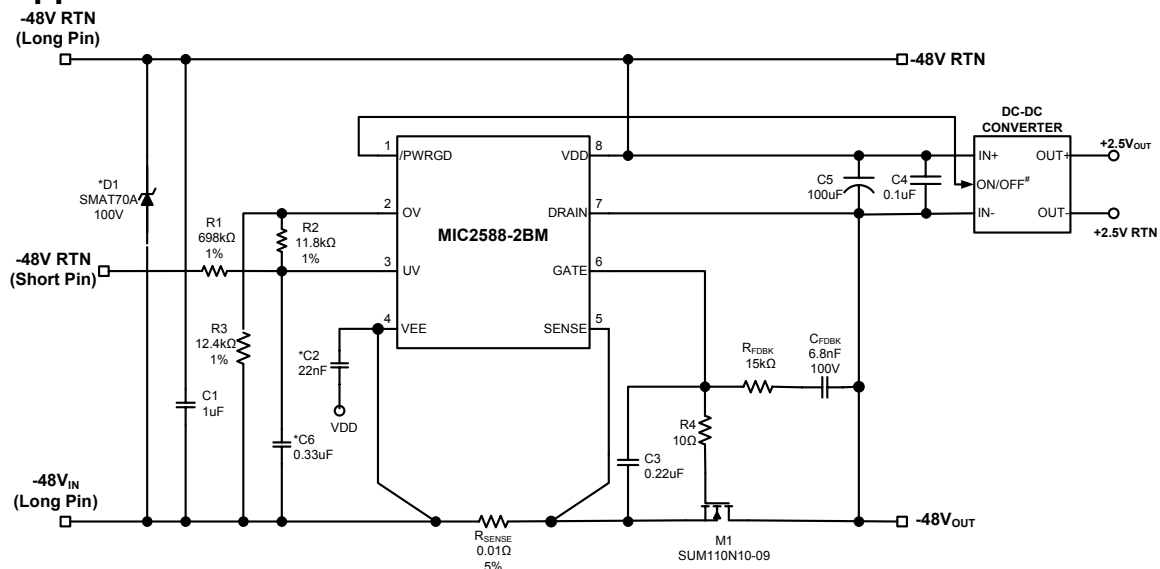 -48V RTN
(Long Pin)
-48V RTN
DC-DC
CONVERTER
1
/PWRGD
VDD
8
IN+
OUT+
+2.5VOUT
*D1
SMAT70A
100V
C5
100uF
C4
0.1uF
ON/OFF#
2
OV
DRAIN
7
IN-
OUT-
+2.5V RTN
R1
698kΩ
1%
R2
11.8kΩ
1%
MIC2588-2BM
-48V RTN
(Short Pin)
3
UV
GATE
6
R3
12.4kΩ
1%
4
VEE
SENSE
5
*C2
22nF
VDD
RFDBK
15kΩ
CFDBK
6.8nF
100V
C1
1uF
*C6
0.33uF
R4
10Ω
C3
0.22uF
-48VIN
(Long Pin)
RSENSE
0.01Ω
5%
M1
SUM110N10-09
-48VOUT